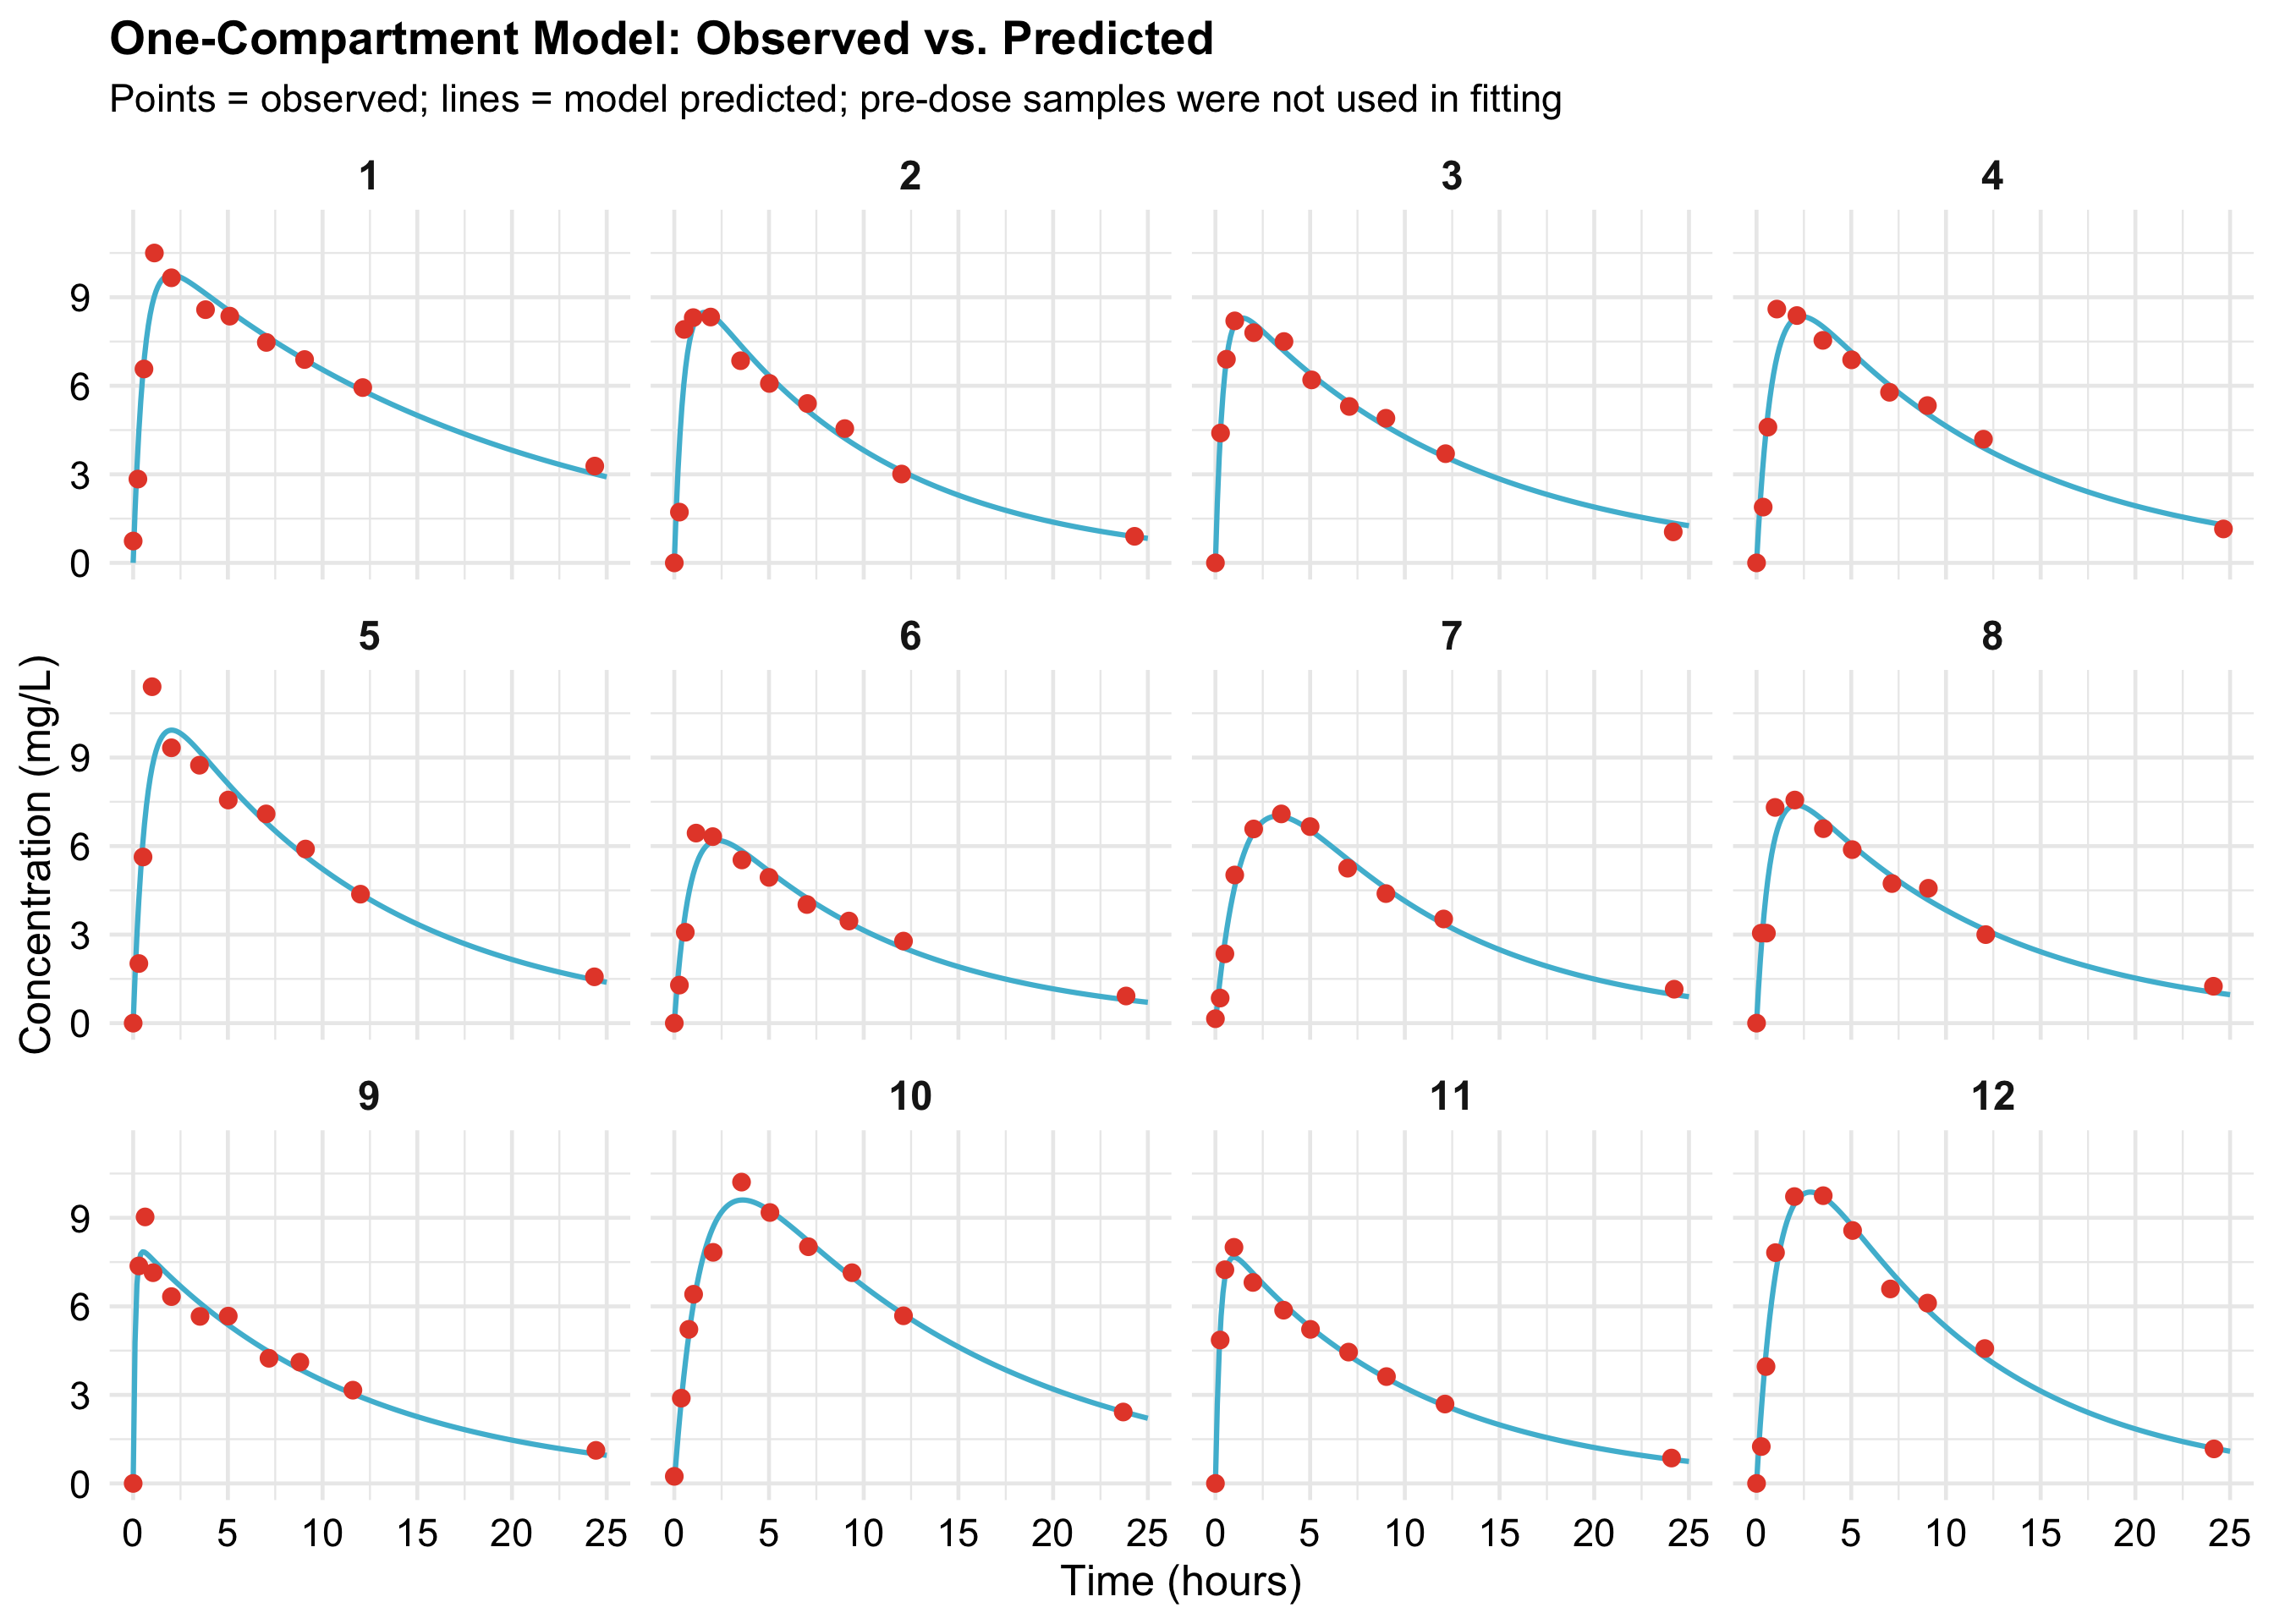 One-Compartment Model: Observed vs. Predicted
Points = observed; lines = model predicted; pre-dose samples were not used in fitting
1 2 3 4
9
6
3
0
5 6 7 8
Concentration (mg/L)
9
6
3
0
9 10 11 12
9
6
3
0
0 5 10 15 20 25 0 5 10 15 20 25 0 5 10 15 20 25 0 5 10 15 20 25
Time (hours)